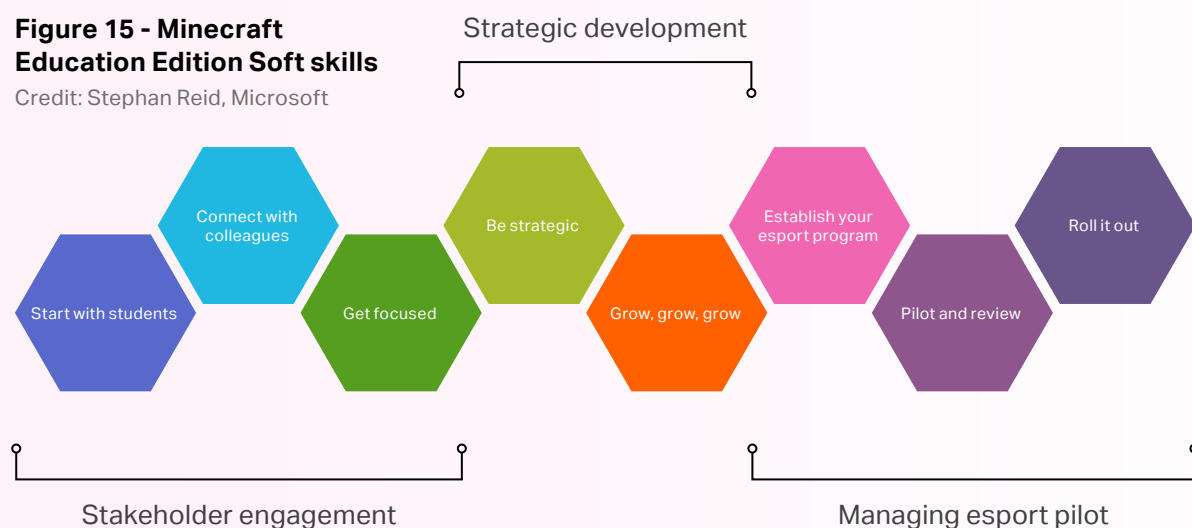 Figure 15 - Minecraft
Education Edition Soft skills
Credit: Stephan Reid, Microsoft
Strategic development
Start with students
Connect with
colleagues
Get focused
Be strategic
Grow, grow, grow
Establish your
esport program
Pilot and review
Roll it out
Stakeholder engagement
Managing esport pilot